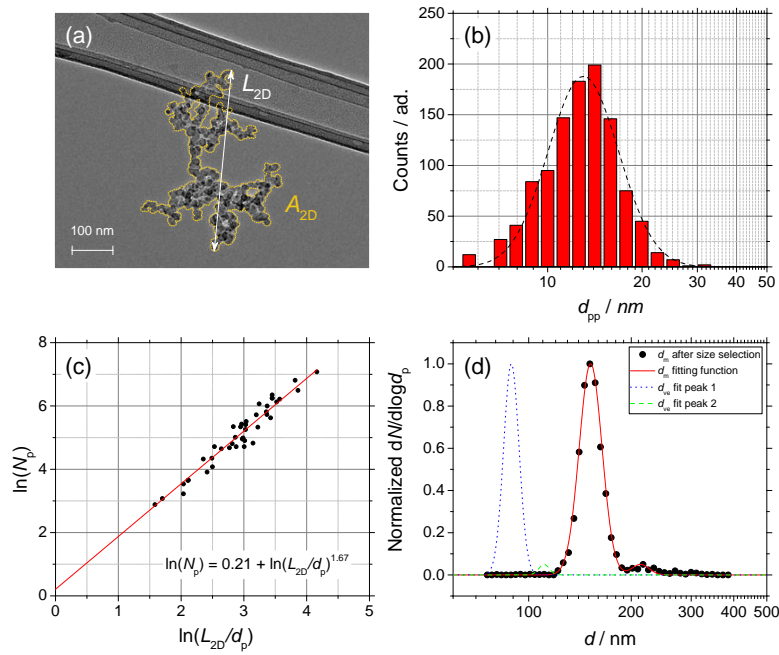 (a)
L2D
A2D
100 nm
(b)
250
200
150
100
50
0
Counts / ad.
10
20
30
40
50
dpp / nm
(c)
8
6
4
2
0
ln(Np)
ln(Np) = 0.21 + ln(L2D/dp)^1.67
0
1
2
3
4
5
ln(L2D/dp)
(d)
dm after size selection
dm fitting function
dve fit peak 1
dve fit peak 2
1.0
0.8
0.6
0.4
0.2
0.0
Normalized dN/dlogdp
100
200
300
400
500
d / nm